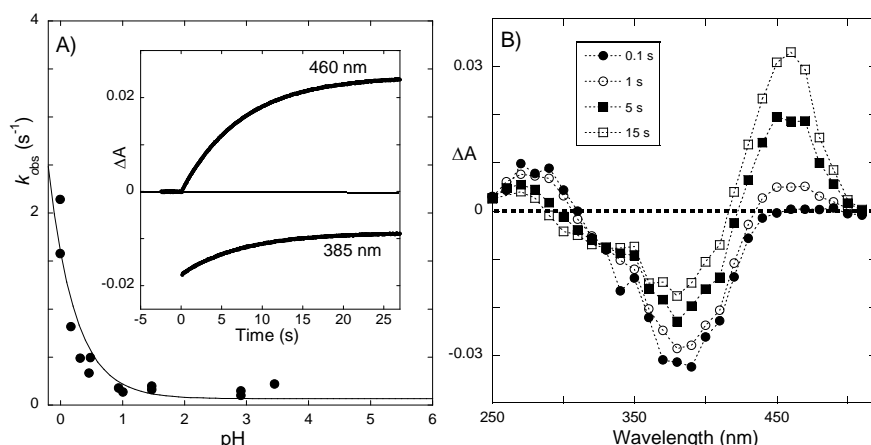 A)
4
2
0
k_obs (s⁻¹)
0 1 2 3 4 5 6
pH
460 nm
385 nm
0.02
0
-0.02
ΔA
-5 0 5 10 15 20 25
Time (s)
B)
0.1 s
1 s
5 s
15 s
0.03
ΔA
0
-0.03
250 350 450
Wavelength (nm)